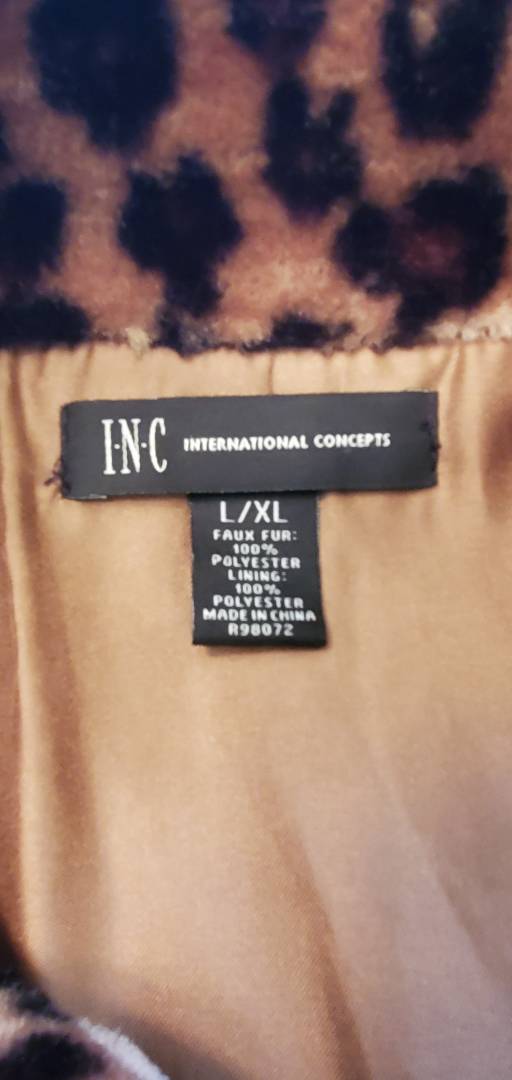 I·N·C INTERNATIONAL CONCEPTS
L/XL
FAUX FUR:
100%
POLYESTER
LINING:
100%
POLYESTER
MADE IN CHINA
R98072